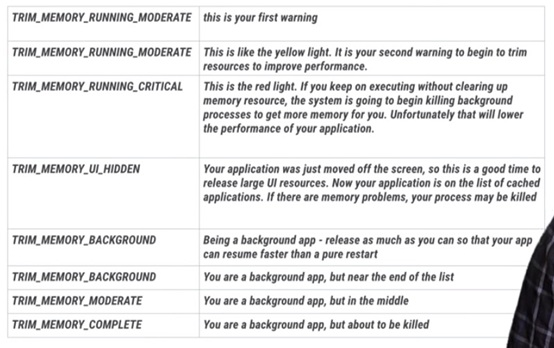 TRIM_MEMORY_RUNNING_MODERATE this is your first warning
TRIM_MEMORY_RUNNING_MODERATE This is like the yellow light. It is your second warning to begin to trim
resources to improve performance.
TRIM_MEMORY_RUNNING_CRITICAL This is the red light. If you keep on executing without clearing up
memory resource, the system is going to begin killing background
processes to get more memory for you. Unfortunately that will lower
the performance of your application.
TRIM_MEMORY_UI_HIDDEN Your application was just moved off the screen, so this is a good time to
release large UI resources. Now your application is on the list of cached
applications. If there are memory problems, your process may be killed
TRIM_MEMORY_BACKGROUND Being a background app - release as much as you can so that your app
can resume faster than a pure restart
TRIM_MEMORY_BACKGROUND You are a background app, but near the end of the list
TRIM_MEMORY_MODERATE You are a background app, but in the middle
TRIM_MEMORY_COMPLETE You are a background app, but about to be killed